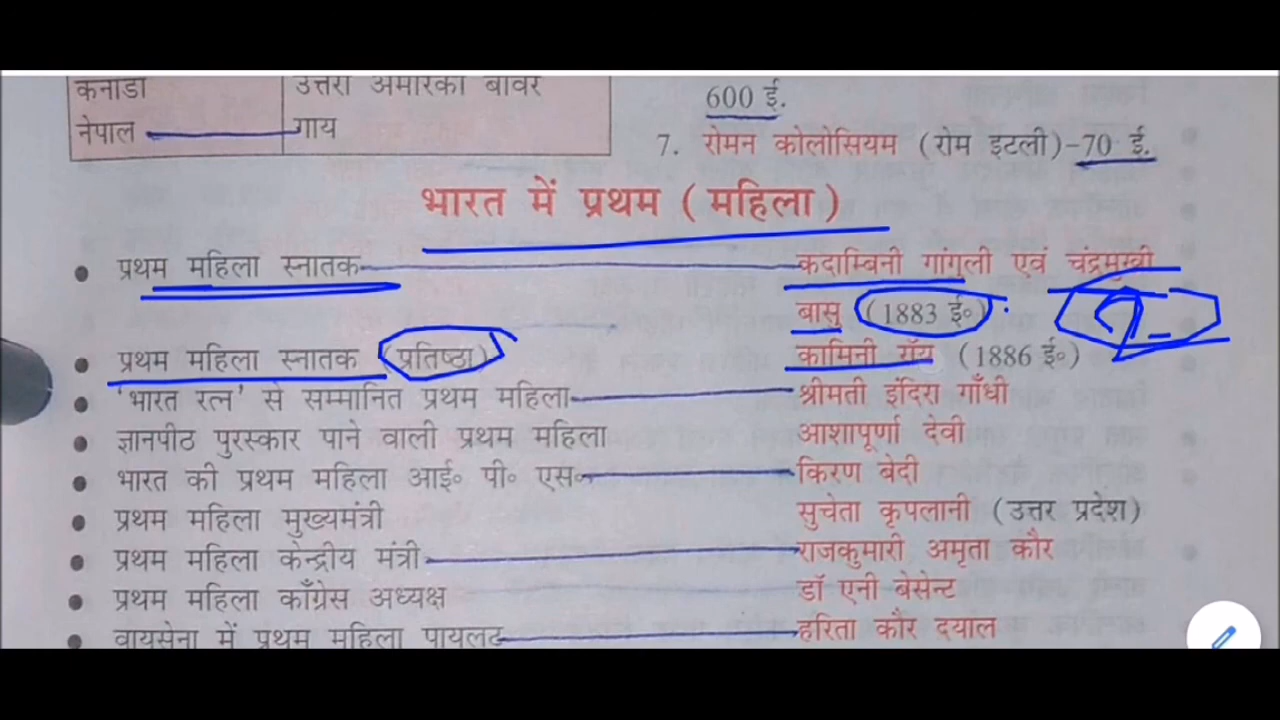 कनाडा उत्तरी अमेरिका बीवर
नेपाल गाय
600 ई.
7. रोमन कोलोसियम (रोम इटली)-70 ई.
भारत में प्रथम (महिला)
• प्रथम महिला स्नातक कदाम्बिनी गांगुली एवं चंद्रमुखी
बासु (1883 ई०)
2
• प्रथम महिला स्नातक (प्रतिष्ठा) कामिनी रॉय (1886 ई०)
• 'भारत रत्न' से सम्मानित प्रथम महिला श्रीमती इंदिरा गाँधी
• ज्ञानपीठ पुरस्कार पाने वाली प्रथम महिला आशापूर्णा देवी
• भारत की प्रथम महिला आई० पी० एस० किरण बेदी
• प्रथम महिला मुख्यमंत्री सुचेता कृपलानी (उत्तर प्रदेश)
• प्रथम महिला केन्द्रीय मंत्री राजकुमारी अमृता कौर
• प्रथम महिला काँग्रेस अध्यक्ष डॉ एनी बेसेन्ट
• वायुसेना में प्रथम महिला पायलट हरिता कौर दयाल